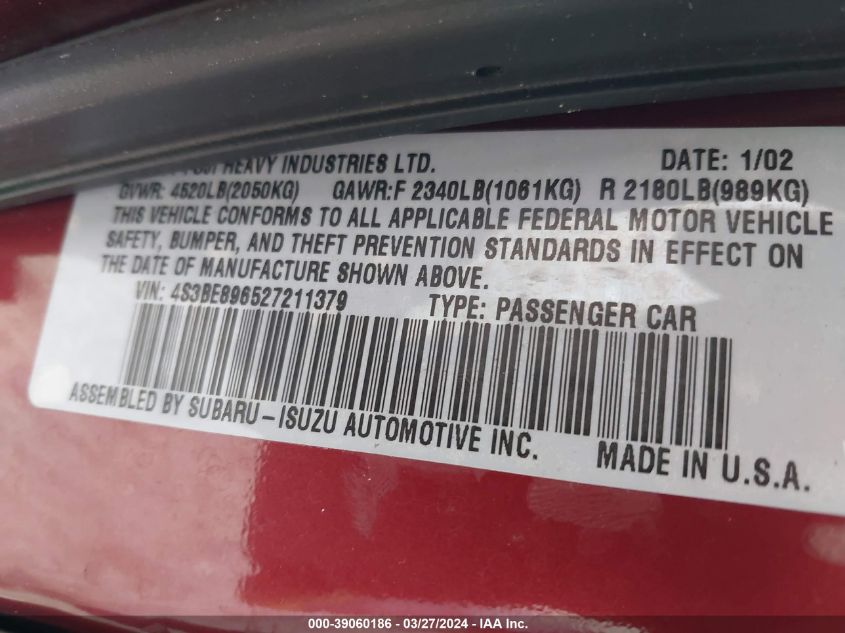 HEAVY INDUSTRIES LTD. DATE: 1/02
GVWR: 4520LB(2050KG) GAWR:F 2340LB(1061KG) R 2180LB(989KG)
THIS VEHICLE CONFORMS TO ALL APPLICABLE FEDERAL MOTOR VEHICLE
SAFETY, BUMPER, AND THEFT PREVENTION STANDARDS IN EFFECT ON
THE DATE OF MANUFACTURE SHOWN ABOVE.
VIN: 4S3BE896527211379 TYPE: PASSENGER CAR
ASSEMBLED BY SUBARU-ISUZU AUTOMOTIVE INC. MADE IN U.S.A.
000-39060186 - 03/27/2024 - IAA Inc.